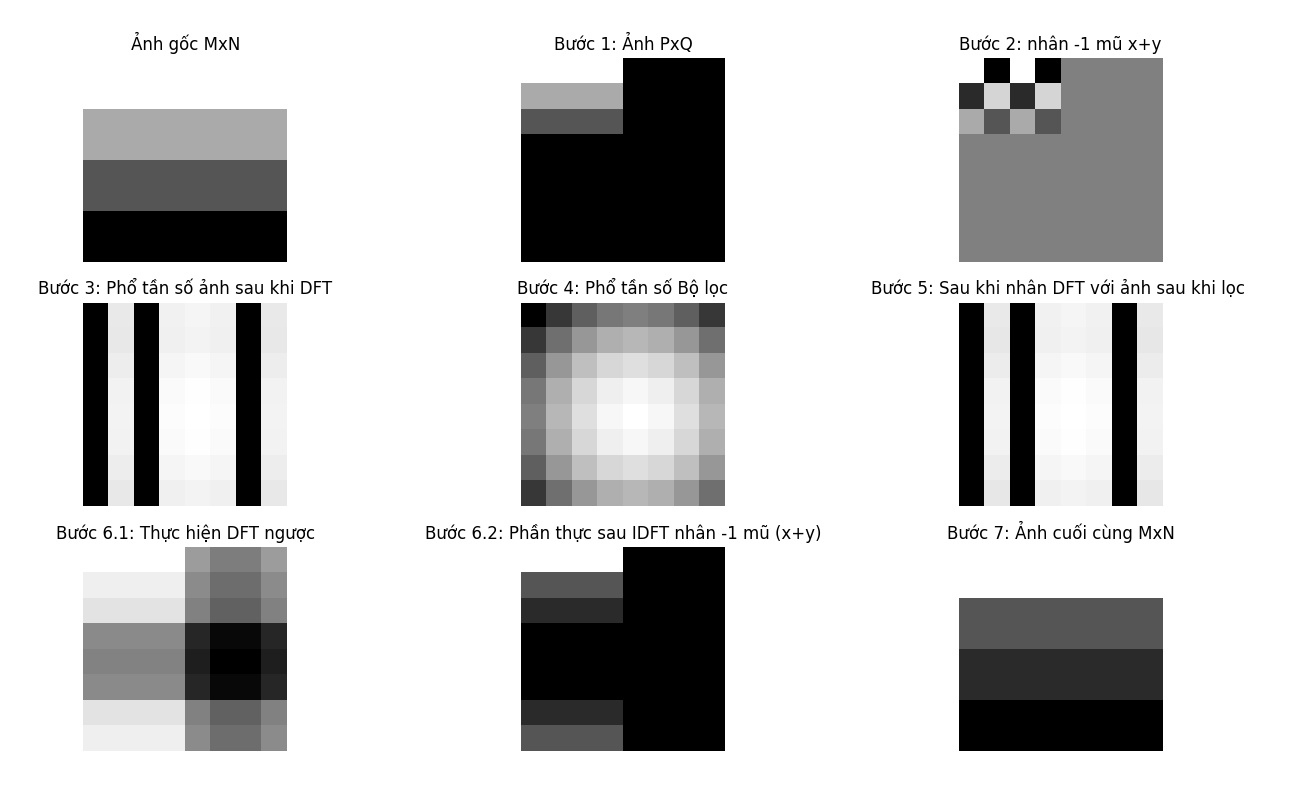 Ảnh gốc MxN
Bước 1: Ảnh PxQ
Bước 2: nhân -1 mũ x+y
Bước 3: Phổ tần số ảnh sau khi DFT
Bước 4: Phổ tần số Bộ lọc
Bước 5: Sau khi nhân DFT với ảnh sau khi lọc
Bước 6.1: Thực hiện DFT ngược
Bước 6.2: Phần thực sau IDFT nhân -1 mũ (x+y)
Bước 7: Ảnh cuối cùng MxN